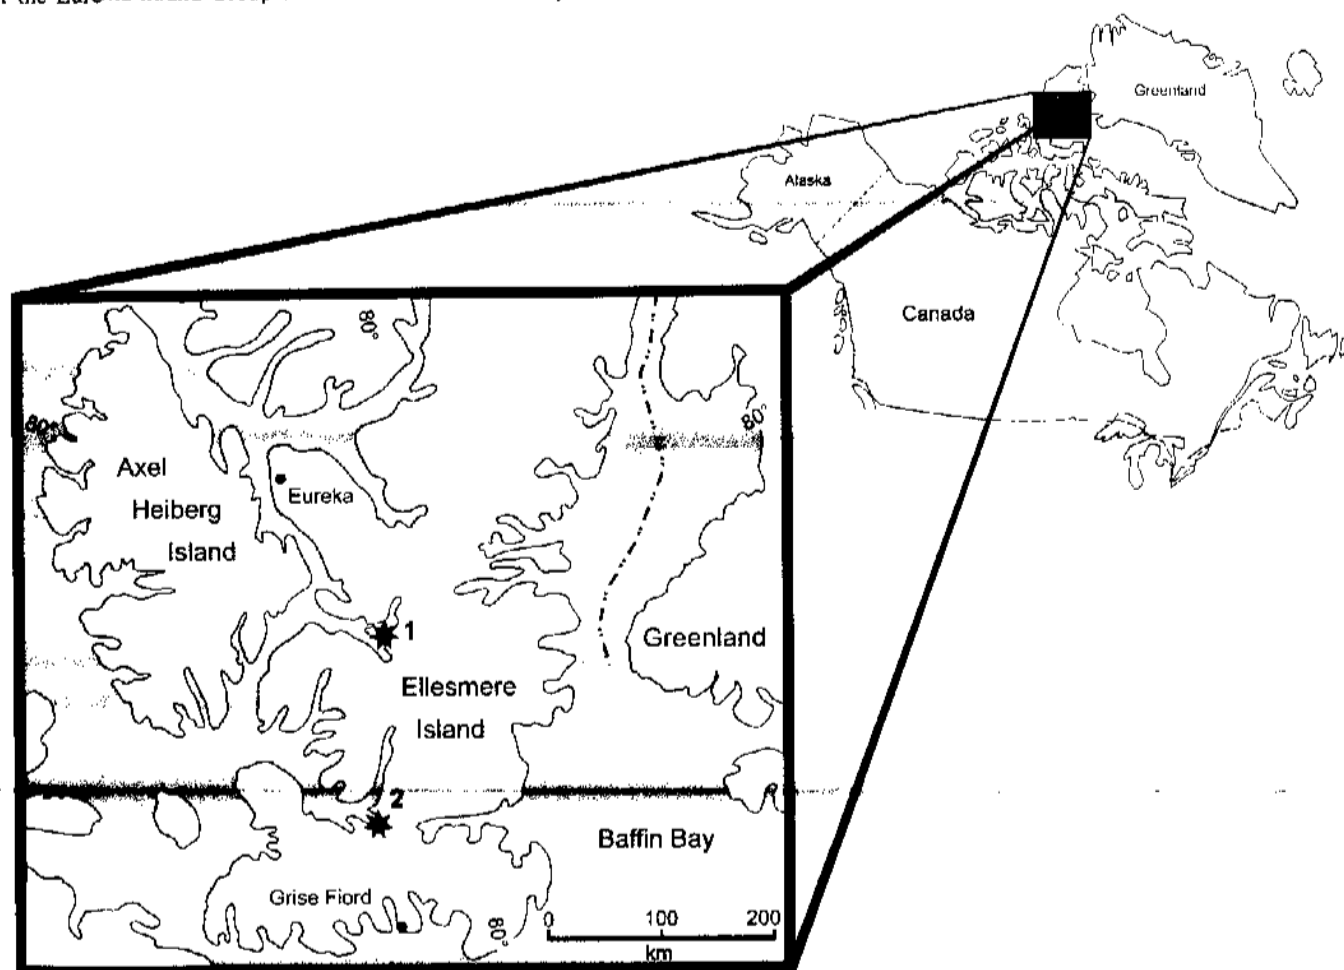 Greenland
Alaska
Canada
80°
80°
80°
Axel
Heiberg
Island
Eureka
1
Greenland
Ellesmere
Island
2
Baffin Bay
Grise Fiord
80°
0 100 200
km